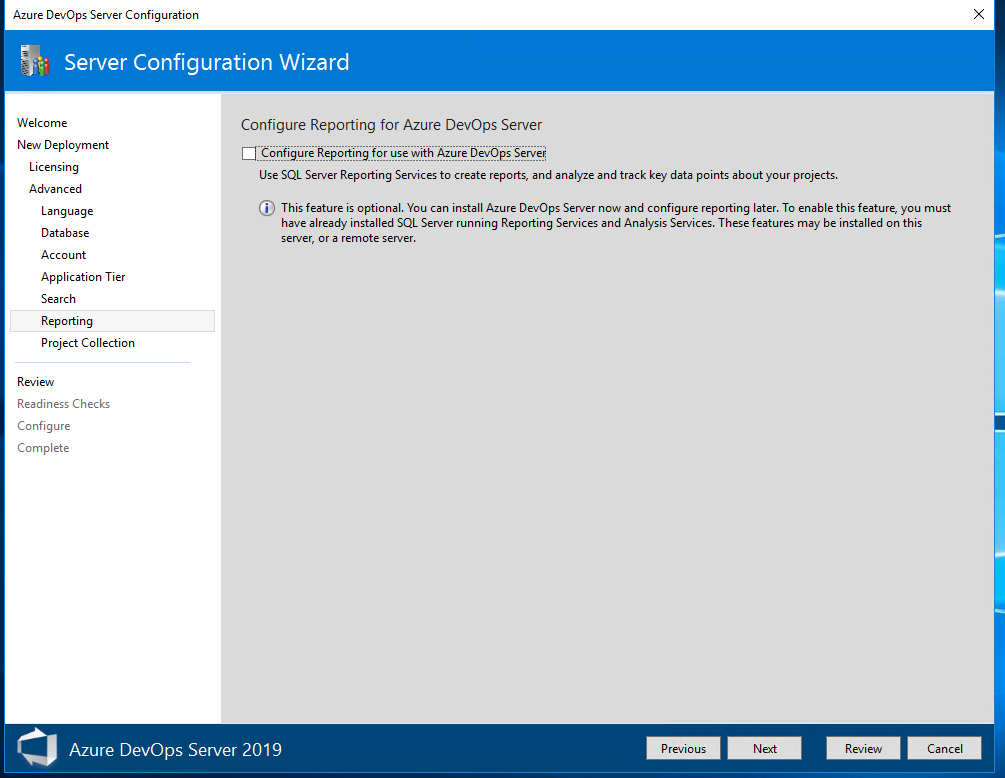 Azure DevOps Server Configuration
Server Configuration Wizard
Welcome
New Deployment
Licensing
Advanced
Language
Database
Account
Application Tier
Search
Reporting
Project Collection
Review
Readiness Checks
Configure
Complete
Configure Reporting for Azure DevOps Server
Configure Reporting for use with Azure DevOps Server
Use SQL Server Reporting Services to create reports, and analyze and track key data points about your projects.
This feature is optional. You can install Azure DevOps Server now and configure reporting later. To enable this feature, you must
have already installed SQL Server running Reporting Services and Analysis Services. These features may be installed on this
server, or a remote server.
Azure DevOps Server 2019
Previous
Next
Review
Cancel